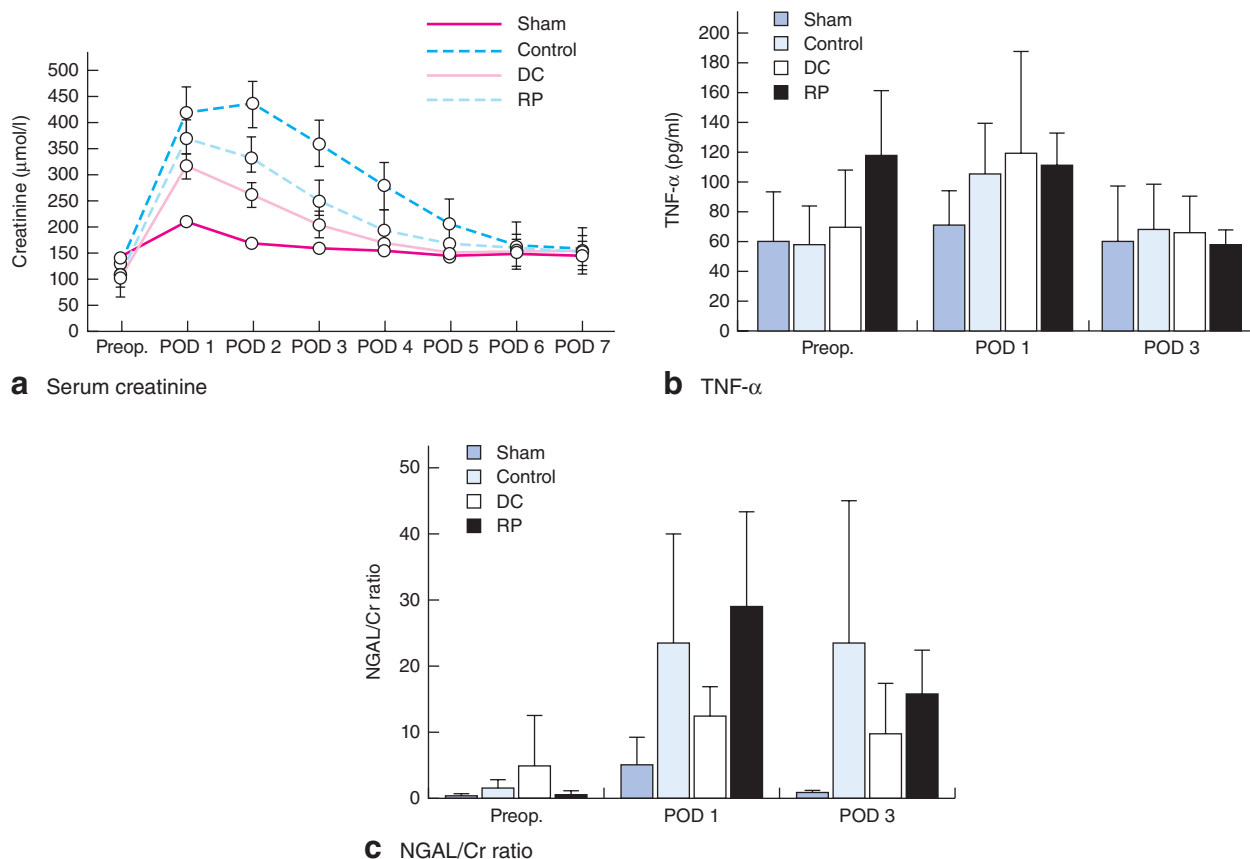 Sham
Control
DC
RP
Creatinine (µmol/l)
500
450
400
350
300
250
200
150
100
50
0
Preop. POD 1 POD 2 POD 3 POD 4 POD 5 POD 6 POD 7
a Serum creatinine
Sham
Control
DC
RP
TNF-α (pg/ml)
200
180
160
140
120
100
80
60
40
20
0
Preop. POD 1 POD 3
b TNF-α
Sham
Control
DC
RP
NGAL/Cr ratio
50
40
30
20
10
0
Preop. POD 1 POD 3
c NGAL/Cr ratio